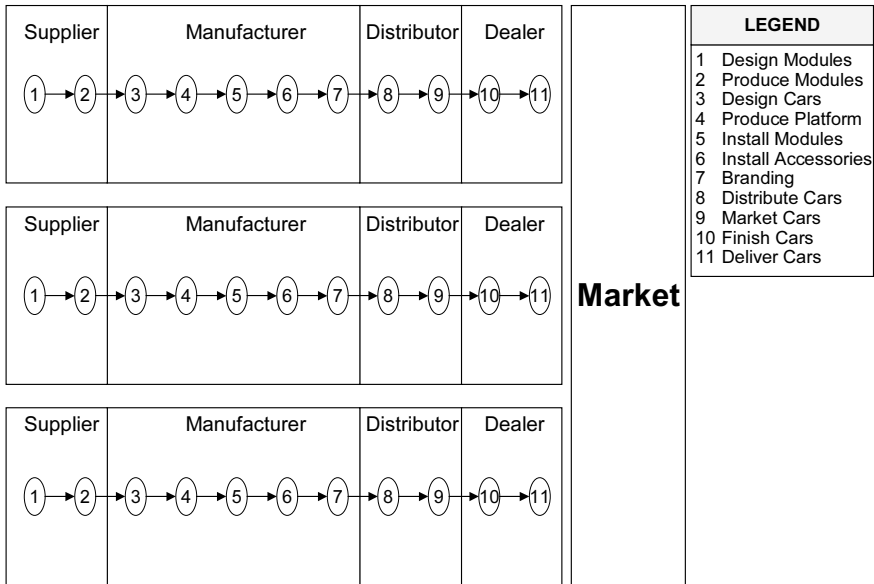 Supplier Manufacturer Distributor Dealer
1 2 3 4 5 6 7 8 9 10 11
Supplier Manufacturer Distributor Dealer
1 2 3 4 5 6 7 8 9 10 11
Supplier Manufacturer Distributor Dealer
1 2 3 4 5 6 7 8 9 10 11
Market
LEGEND
1 Design Modules
2 Produce Modules
3 Design Cars
4 Produce Platform
5 Install Modules
6 Install Accessories
7 Branding
8 Distribute Cars
9 Market Cars
10 Finish Cars
11 Deliver Cars